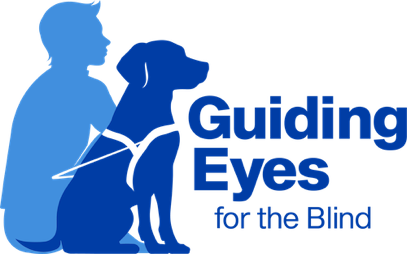 Guiding
Eyes
for the Blind